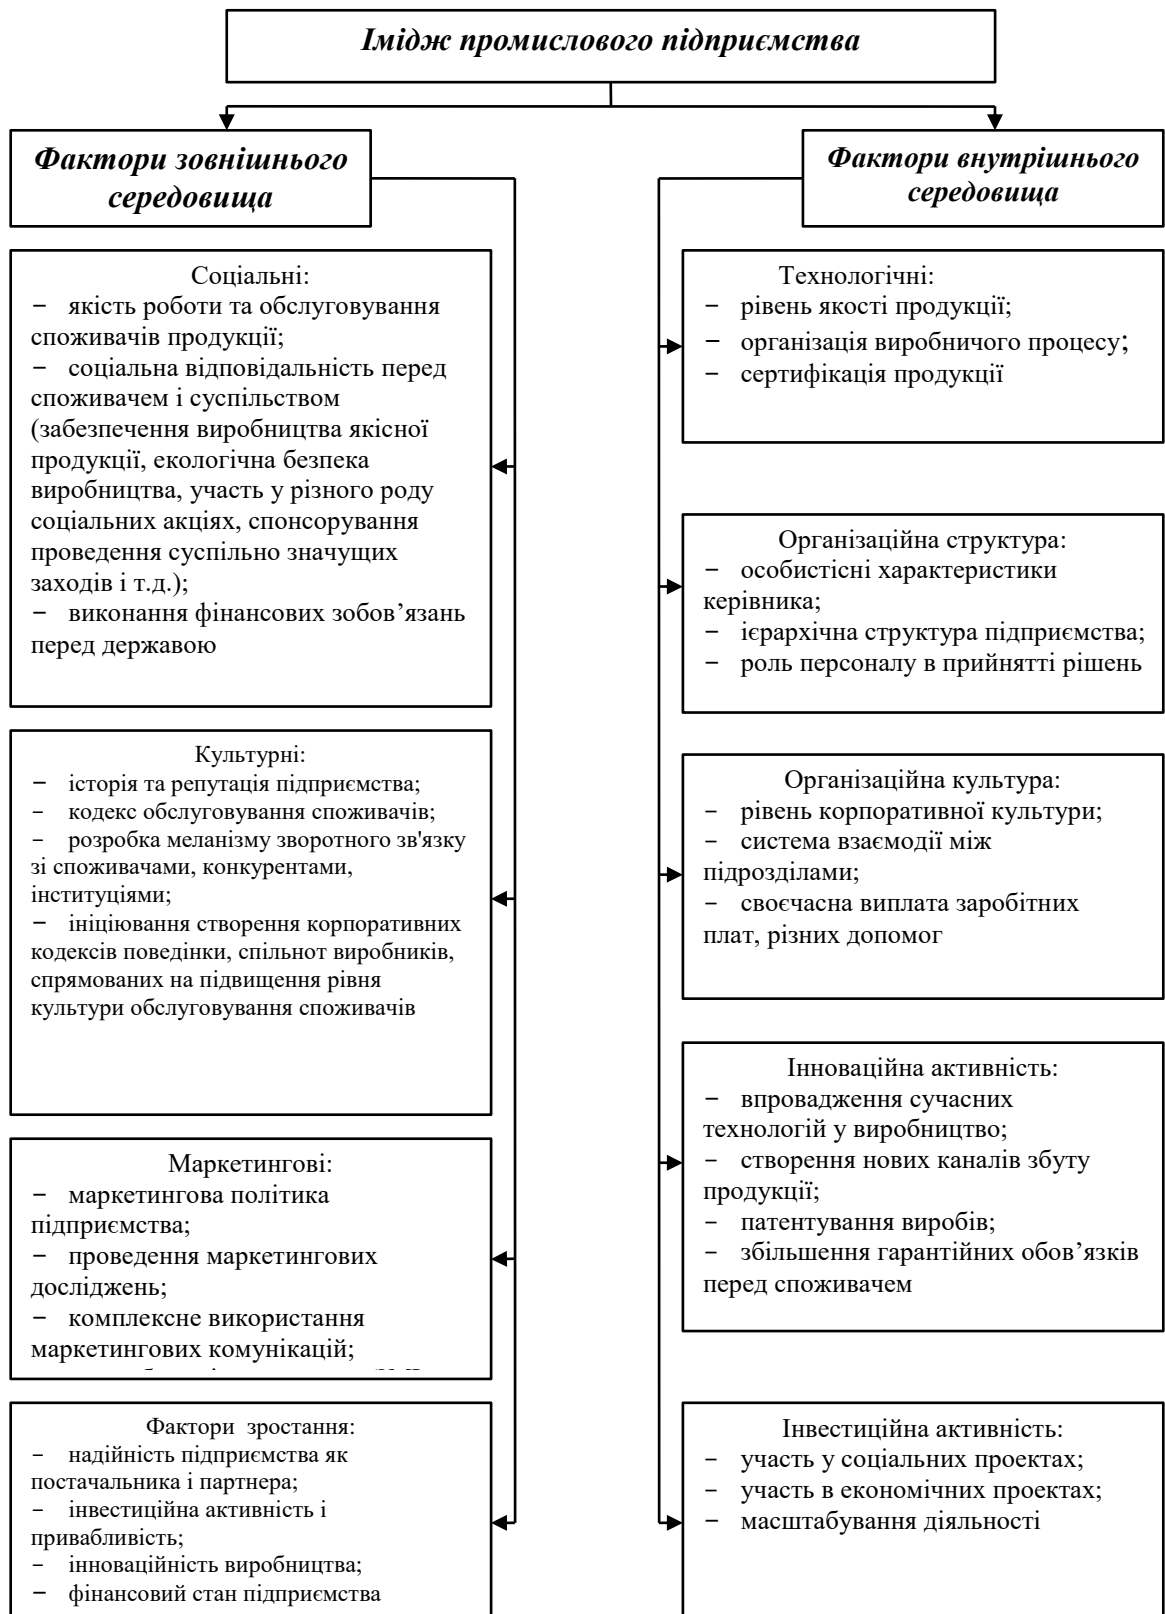 Імідж промислового підприємства
Фактори зовнішнього
середовища
Фактори внутрішнього
середовища
Соціальні:
− якість роботи та обслуговування
споживачів продукції;
− соціальна відповідальність перед
споживачем і суспільством
(забезпечення виробництва якісної
продукції, екологічна безпека
виробництва, участь у різного роду
соціальних акціях, спонсорування
проведення суспільно значущих
заходів і т.д.);
− виконання фінансових зобов’язань
перед державою
Культурні:
− історія та репутація підприємства;
− кодекс обслуговування споживачів;
− розробка меланізму зворотного зв'язку
зі споживачами, конкурентами,
інституціями;
− ініціювання створення корпоративних
кодексів поведінки, спільнот виробників,
спрямованих на підвищення рівня
культури обслуговування споживачів
Маркетингові:
− маркетингова політика
підприємства;
− проведення маркетингових
досліджень;
− комплексне використання
маркетингових комунікацій;
Фактори зростання:
− надійність підприємства як
постачальника і партнера;
− інвестиційна активність і
привабливість;
− інноваційність виробництва;
− фінансовий стан підприємства
Технологічні:
− рівень якості продукції;
− організація виробничого процесу;
− сертифікація продукції
Організаційна структура:
− особистісні характеристики
керівника;
− ієрархічна структура підприємства;
− роль персоналу в прийнятті рішень
Організаційна культура:
− рівень корпоративної культури;
− система взаємодії між
підрозділами;
− своєчасна виплата заробітних
плат, різних допомог
Інноваційна активність:
− впровадження сучасних
технологій у виробництво;
− створення нових каналів збуту
продукції;
− патентування виробів;
− збільшення гарантійних обов’язків
перед споживачем
Інвестиційна активність:
− участь у соціальних проектах;
− участь в економічних проектах;
− масштабування діяльності